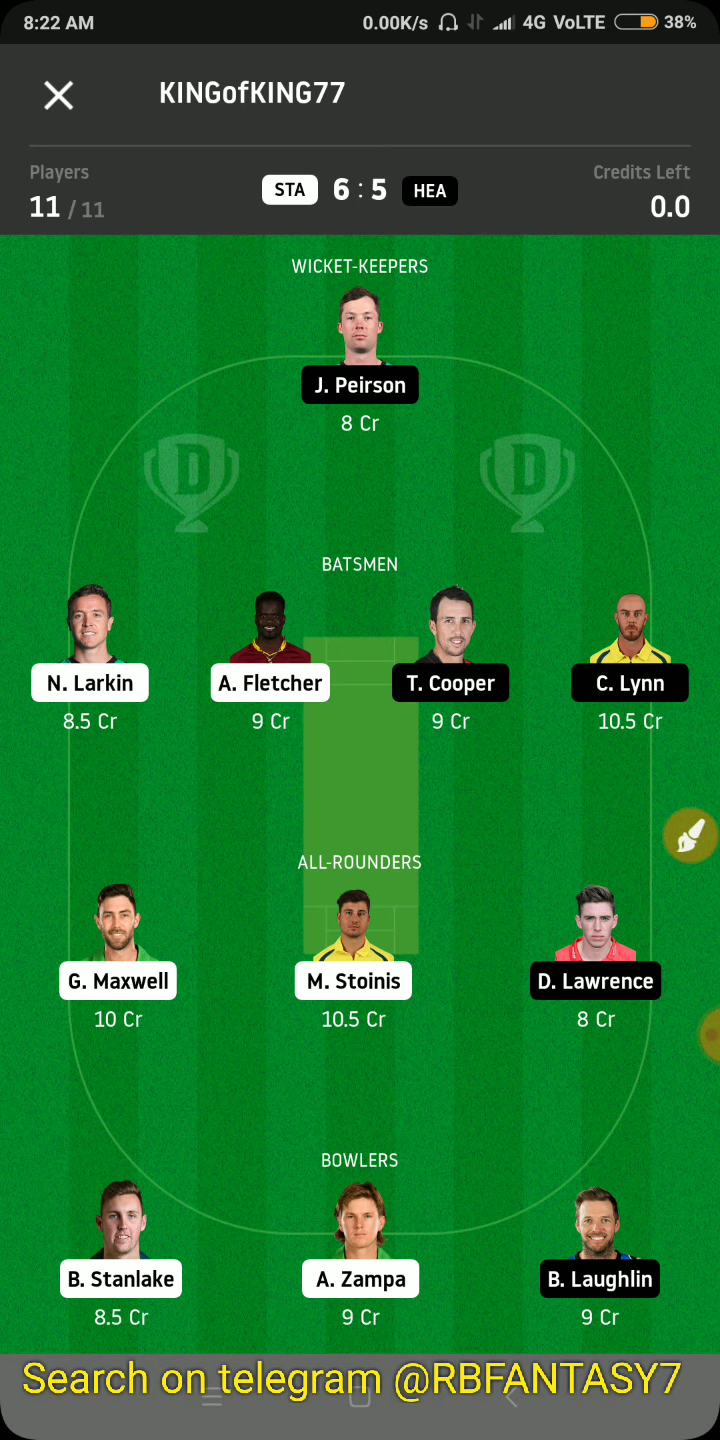 8:22 AM 0.00K/s 4G VoLTE 38%
KINGofKING77
Players STA 6 : 5 HEA Credits Left
11 / 11 0.0
WICKET-KEEPERS
J. Peirson
8 Cr
D D
BATSMEN
N. Larkin A. Fletcher T. Cooper C. Lynn
8.5 Cr 9 Cr 9 Cr 10.5 Cr
ALL-ROUNDERS
G. Maxwell M. Stoinis D. Lawrence
10 Cr 10.5 Cr 8 Cr
BOWLERS
B. Stanlake A. Zampa B. Laughlin
8.5 Cr 9 Cr 9 Cr
Search on telegram @RBFANTASY7